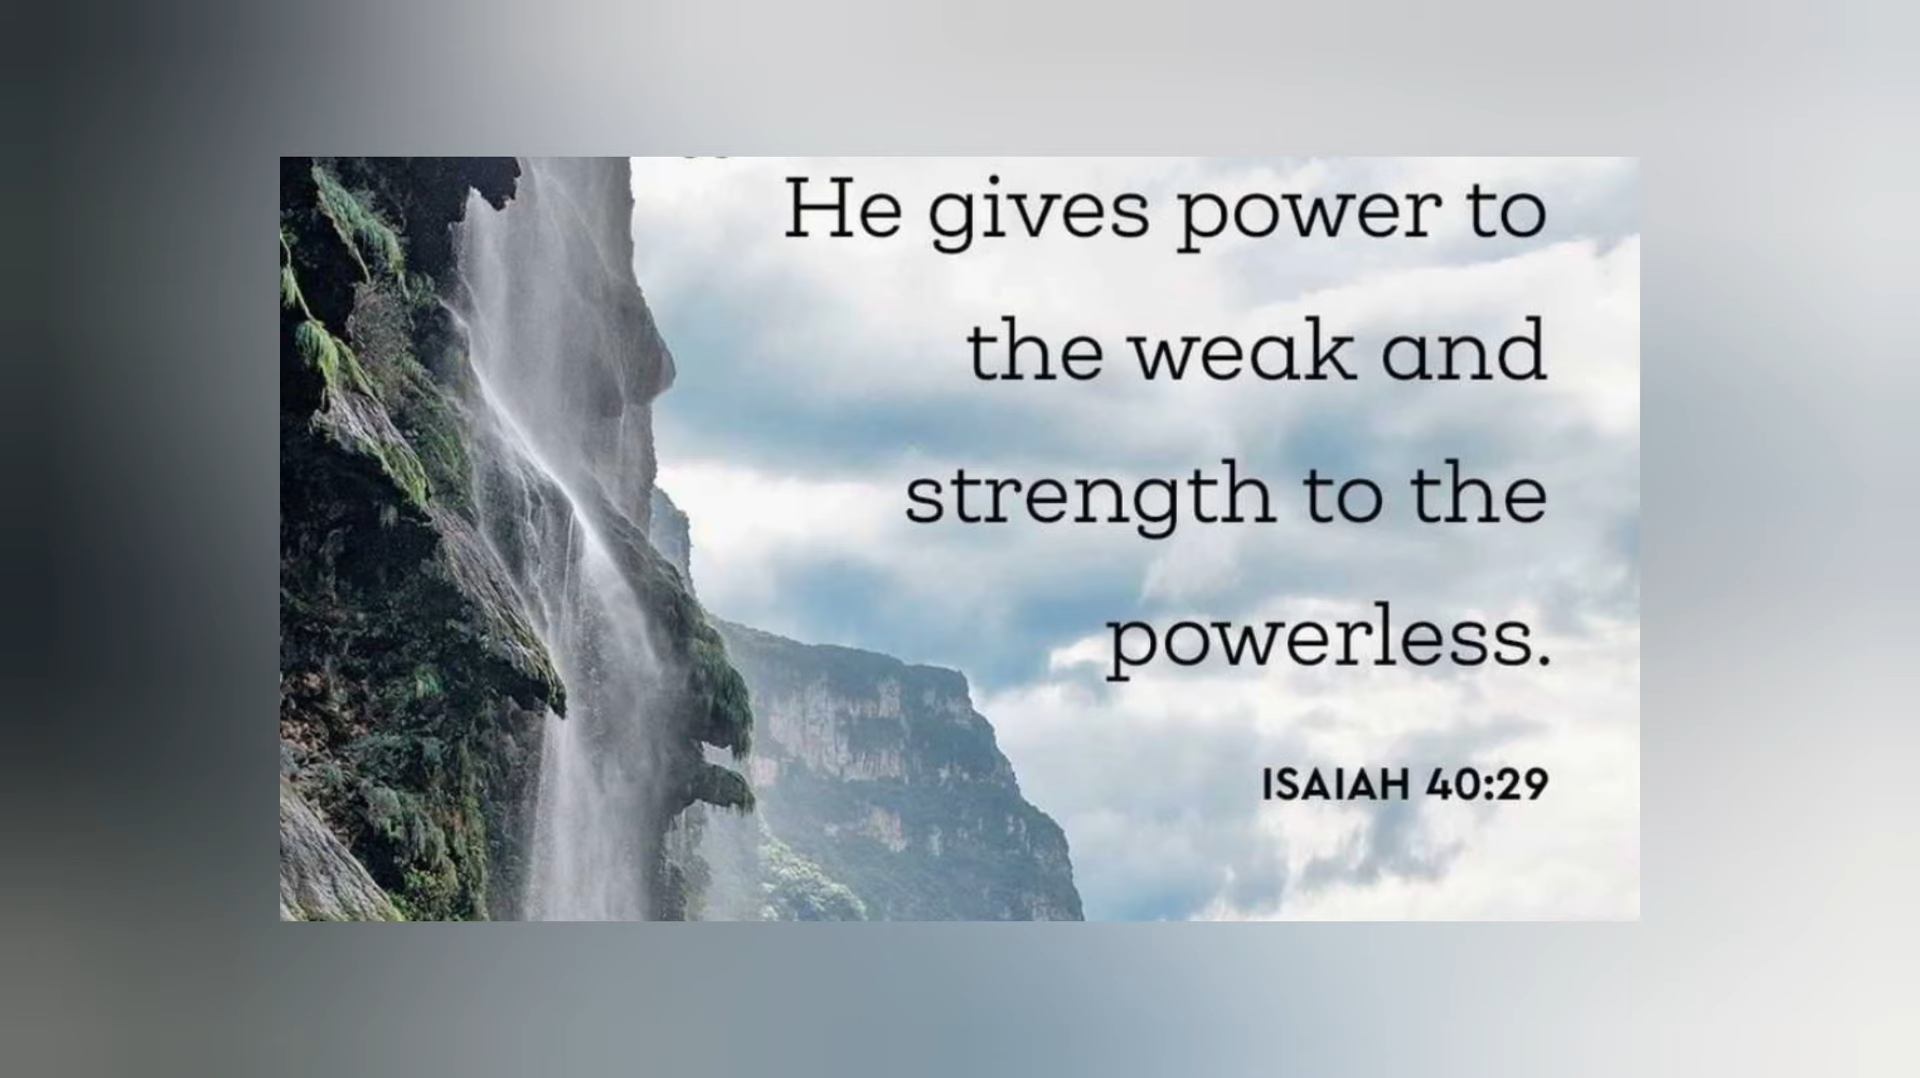 He gives power to
the weak and
strength to the
powerless.
ISAIAH 40:29